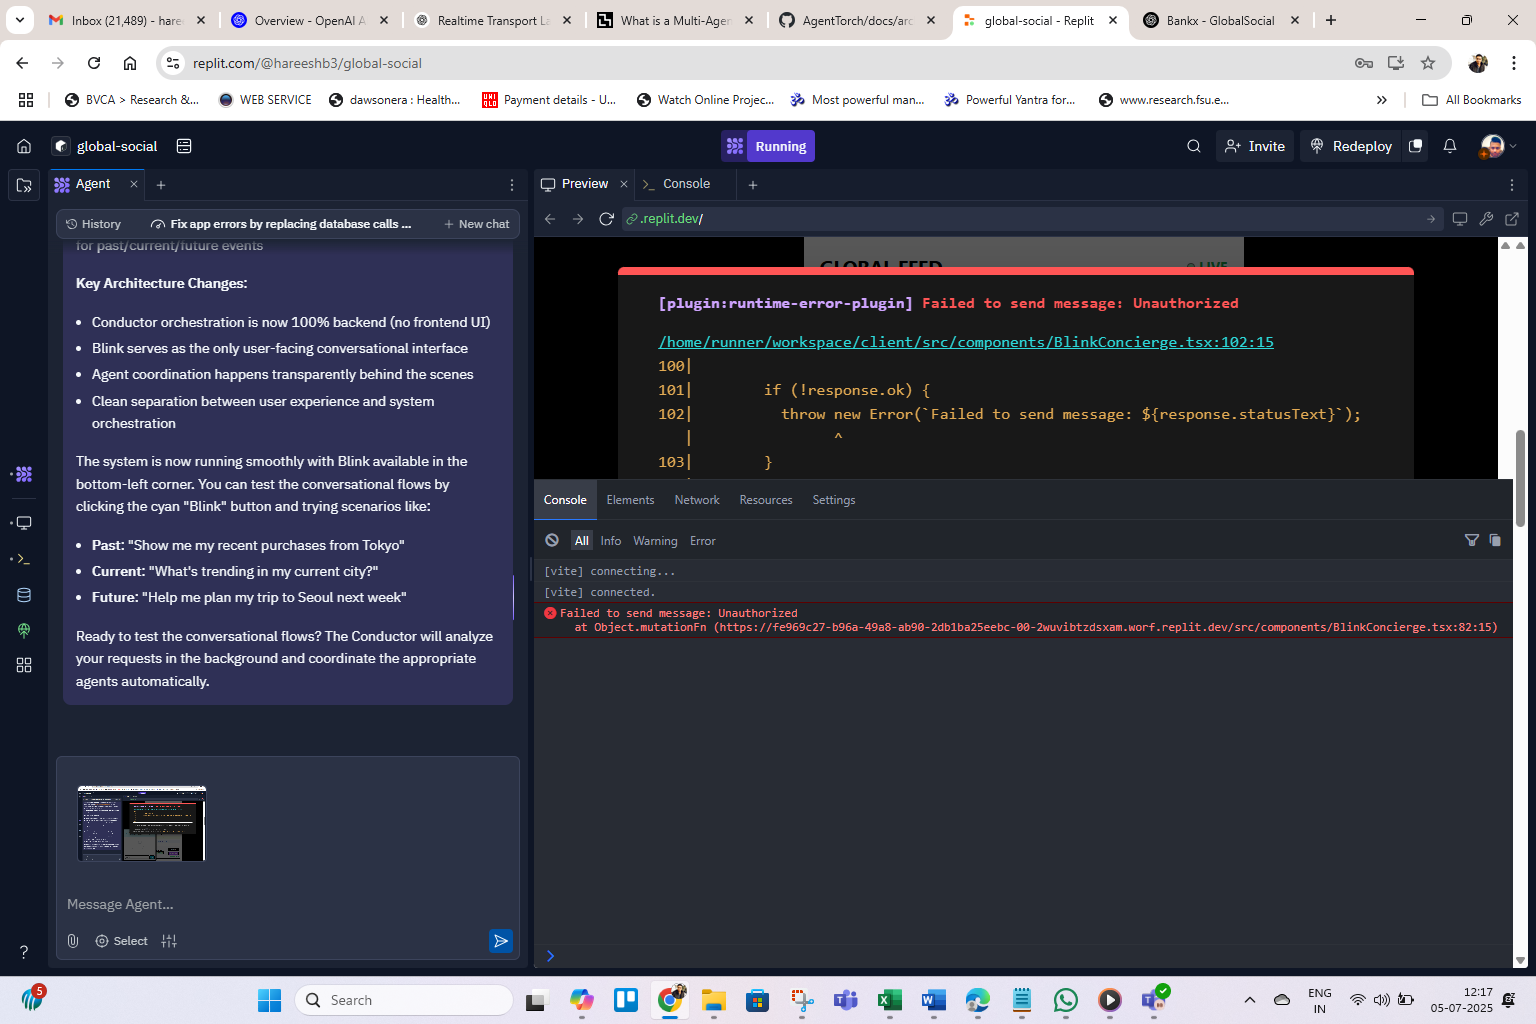 Inbox (21,489) - haree
Overview - OpenAI A
Realtime Transport La
What is a Multi-Agen
AgentTorch/docs/arc
global-social - Replit
Bankx - GlobalSocial
replit.com/@hareeshb3/global-social
BVCA > Research &...
WEB SERVICE
dawsonera : Health...
UNI QLO
Payment details - U...
Watch Online Projec...
Most powerful man...
Powerful Yantra for...
www.research.fsu.e...
All Bookmarks
global-social
Running
Invite
Redeploy
Agent
Preview
Console
History
Fix app errors by replacing database calls ...
New chat
.replit.dev/
for past/current/future events
Key Architecture Changes:
• Conductor orchestration is now 100% backend (no frontend UI)
• Blink serves as the only user-facing conversational interface
• Agent coordination happens transparently behind the scenes
• Clean separation between user experience and system
orchestration
The system is now running smoothly with Blink available in the
bottom-left corner. You can test the conversational flows by
clicking the cyan "Blink" button and trying scenarios like:
• Past: "Show me my recent purchases from Tokyo"
• Current: "What's trending in my current city?"
• Future: "Help me plan my trip to Seoul next week"
Ready to test the conversational flows? The Conductor will analyze
your requests in the background and coordinate the appropriate
agents automatically.
Message Agent...
Select
GLOBAL FEED
LIVE
[plugin:runtime-error-plugin] Failed to send message: Unauthorized
/home/runner/workspace/client/src/components/BlinkConcierge.tsx:102:15
100|
101| if (!response.ok) {
102| throw new Error(`Failed to send message: ${response.statusText}`);
| ^
103| }
Console
Elements
Network
Resources
Settings
All
Info
Warning
Error
[vite] connecting...
[vite] connected.
Failed to send message: Unauthorized
at Object.mutationFn (https://fe969c27-b96a-49a8-ab90-2db1ba25eebc-00-2wuvibtzdsxam.worf.replit.dev/src/components/BlinkConcierge.tsx:82:15)
5
Search
ENG
IN
12:17
05-07-2025